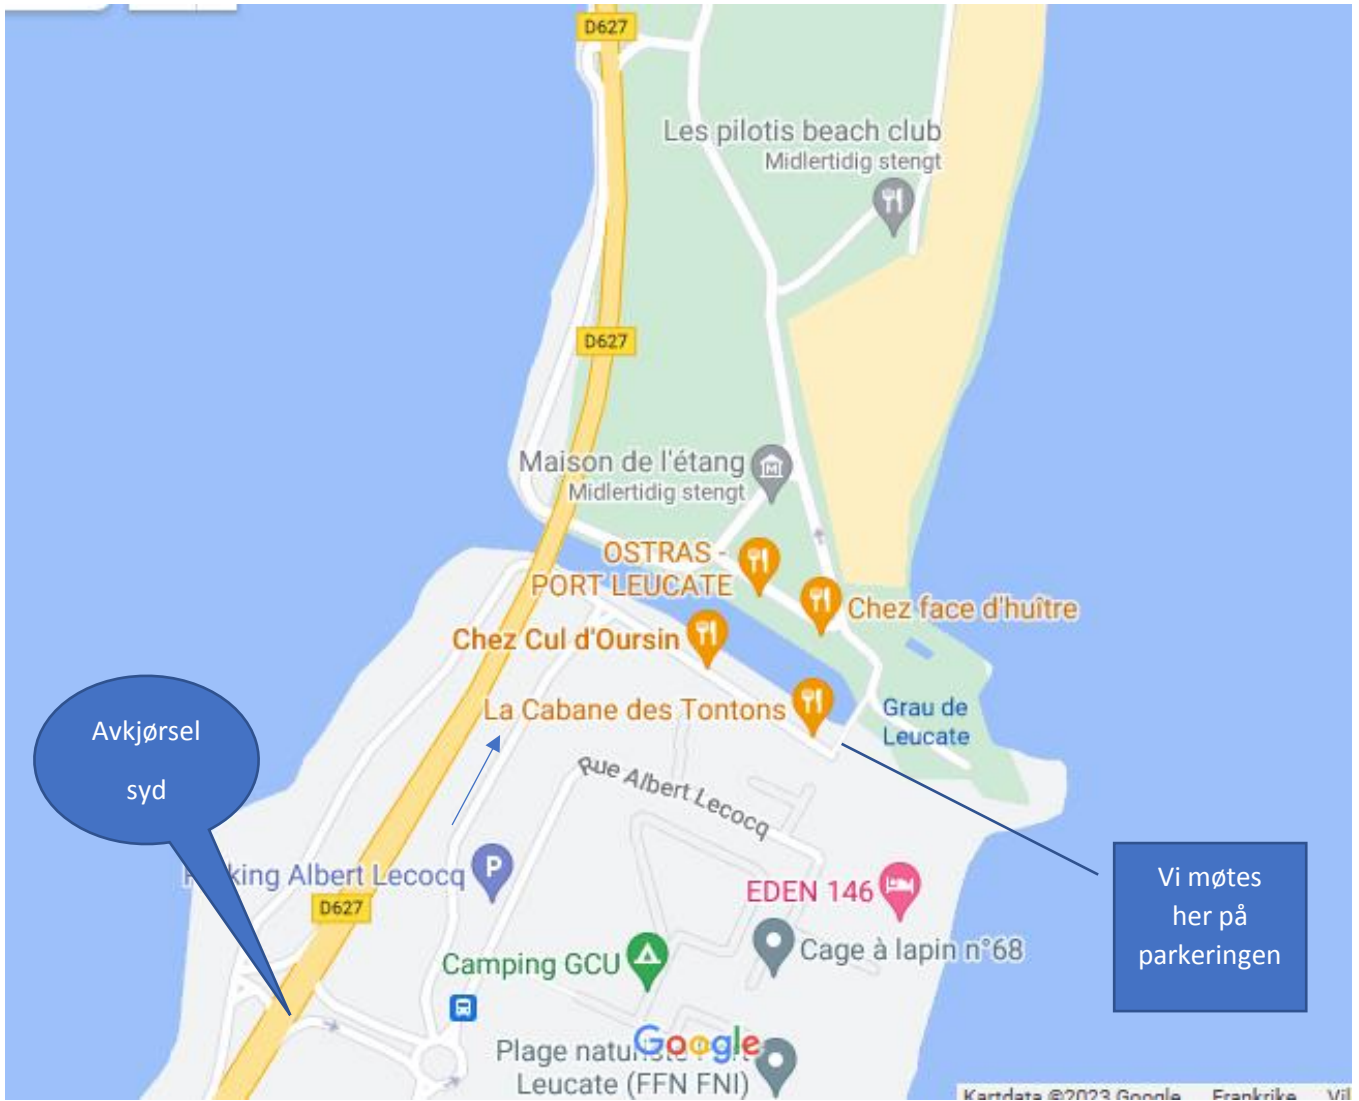 D627
Les pilotis beach club
Midlertidig stengt
D627
Maison de l'étang
Midlertidig stengt
OSTRAS -
PORT LEUCATE
Chez face d'huître
Chez Cul d'Oursin
La Cabane des Tontons
Grau de
Leucate
Avkjørsel
syd
Rue Albert Lecocq
Albert Lecocq
P
D627
EDEN 146
Vi møtes
her på
parkeringen
Cage à lapin n°68
Camping GCU
Google
Plage
Leucate (FFN FNI)
Kartdata ©2023 Google Frankrike